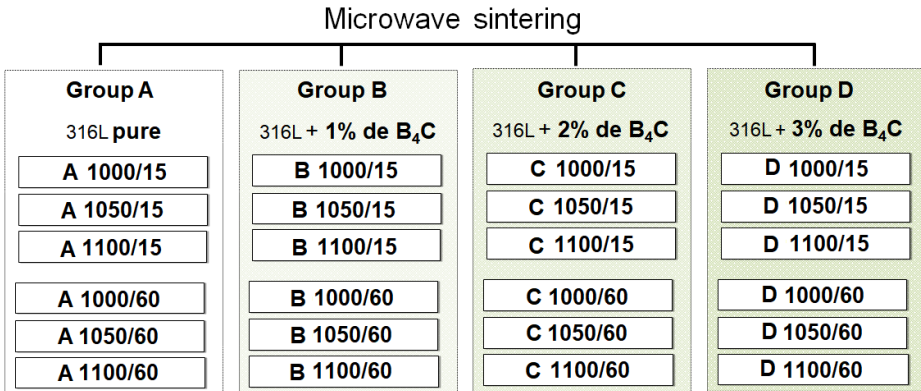 Microwave sintering
Group A
316L pure
A 1000/15
A 1050/15
A 1100/15
A 1000/60
A 1050/60
A 1100/60
Group B
316L + 1% de B₄C
B 1000/15
B 1050/15
B 1100/15
B 1000/60
B 1050/60
B 1100/60
Group C
316L + 2% de B₄C
C 1000/15
C 1050/15
C 1100/15
C 1000/60
C 1050/60
C 1100/60
Group D
316L + 3% de B₄C
D 1000/15
D 1050/15
D 1100/15
D 1000/60
D 1050/60
D 1100/60